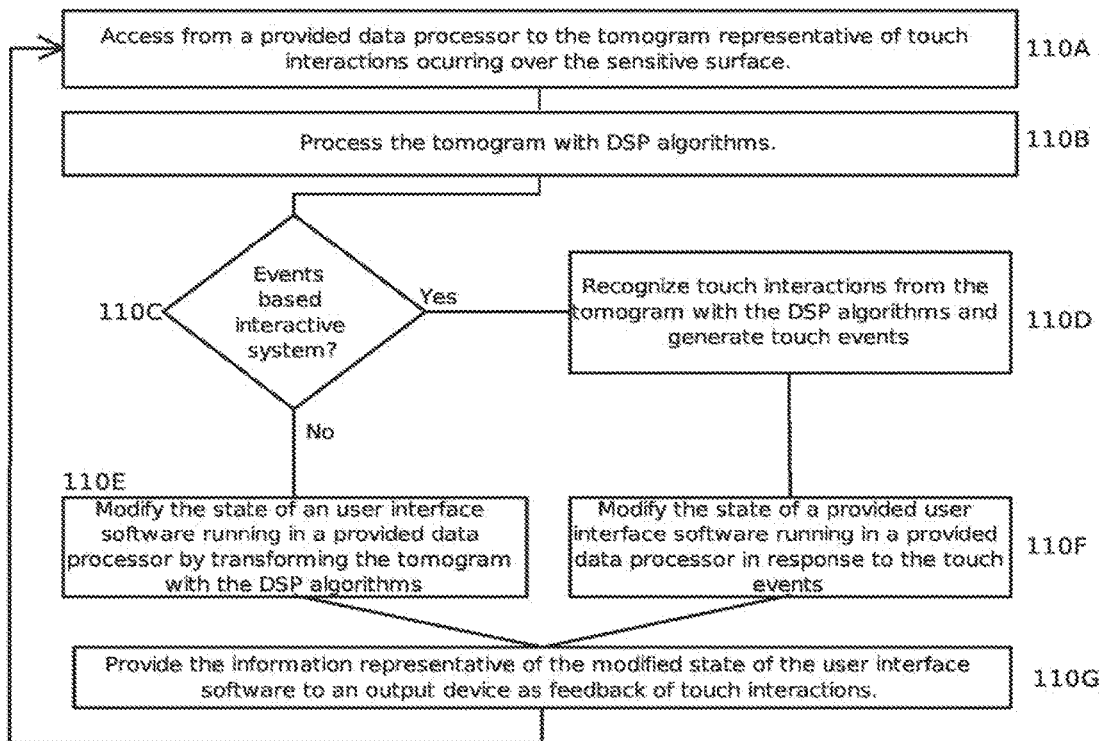 Access from a provided data processor to the tomogram representative of touch
interactions ocurring over the sensitive surface.
110A
Process the tomogram with DSP algorithms.
110B
Events
based
interactive
system?
110C
Yes
No
Recognize touch interactions from the
tomogram with the DSP algorithms and
generate touch events
110D
110E
Modify the state of an user interface
software running in a provided data
processor by transforming the tomogram
with the DSP algorithms
Modify the state of a provided user
interface software running in a provided
data processor in response to the touch
events
110F
Provide the information representative of the modified state of the user interface
software to an output device as feedback of touch interactions.
110G